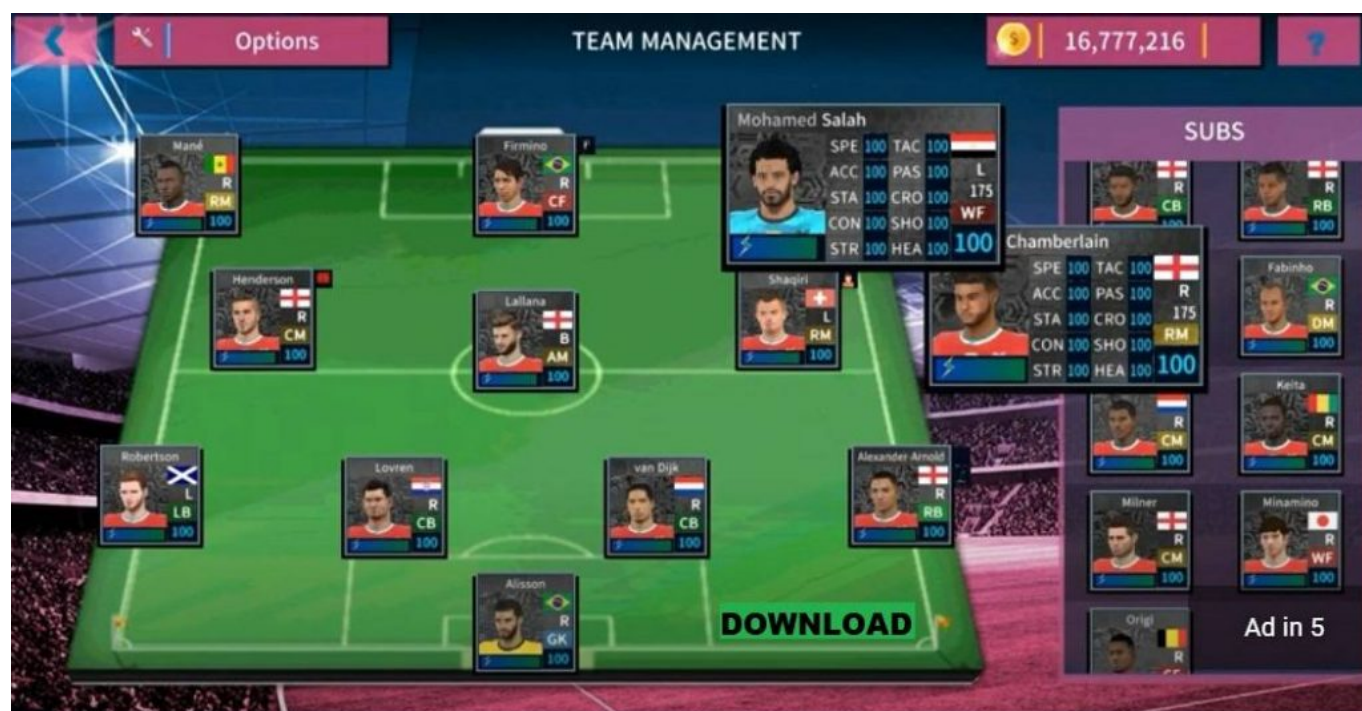 Options
TEAM MANAGEMENT
16,777,216
?
SUBS
Mané
R
RM
100
Firmino
F
R
CF
100
Mohamed Salah
SPE 100 TAC 100
ACC 100 PAS 100 L
STA 100 CRO 100 175
CON 100 SHO 100 WF
STR 100 HEA 100 100
R
CB
100
R
RB
100
Chamberlain
SPE 100 TAC 100
ACC 100 PAS 100 R
STA 100 CRO 100 175
CON 100 SHO 100 RM
STR 100 HEA 100 100
Henderson
R
CM
100
Lallana
B
AM
100
Shaqiri
L
RM
100
Fabinho
R
DM
100
R
CM
100
Keita
R
CM
100
Robertson
L
LB
100
Lovren
R
CB
100
van Dijk
R
CB
100
Alexander-Arnold
R
RB
100
Milner
R
CM
100
Minamino
R
WF
100
Alisson
R
GK
100
DOWNLOAD
Origi
R
CF
Ad in 5